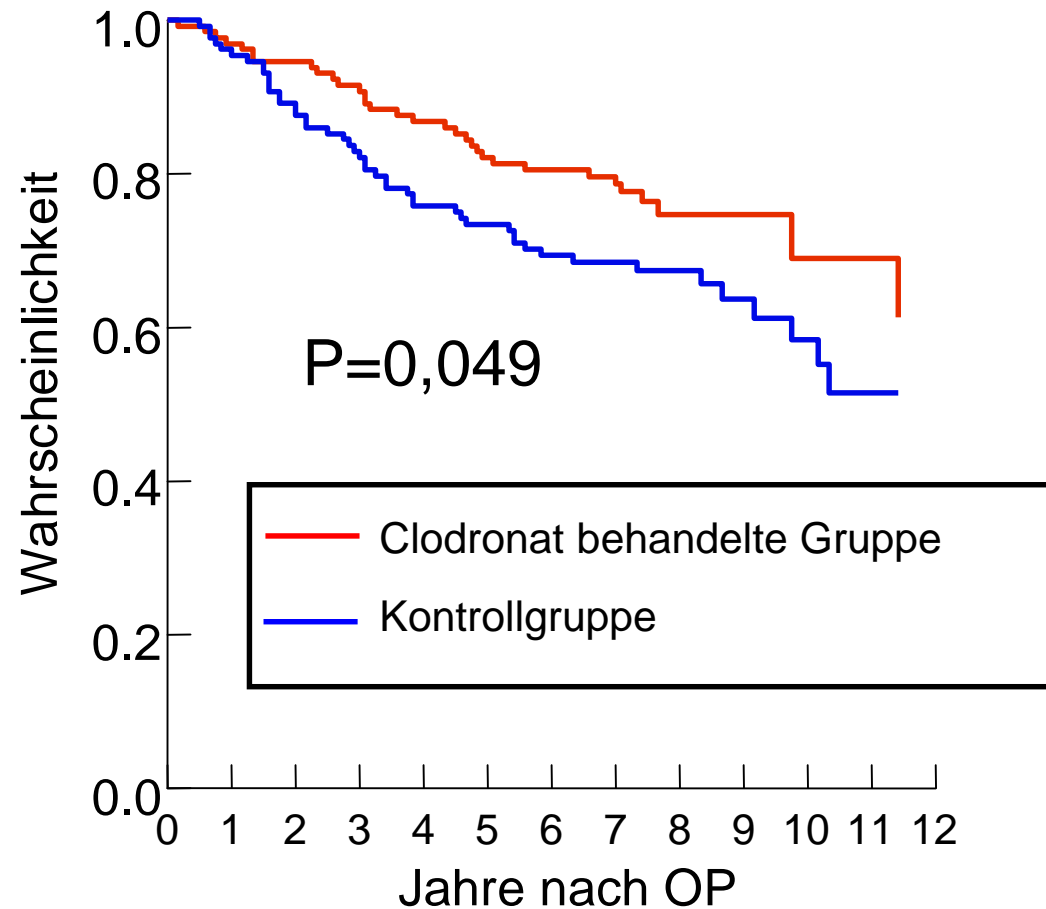 Wahrscheinlichkeit
1.0
0.8
0.6
0.4
0.2
0.0
P=0,049
Clodronat behandelte Gruppe
Kontrollgruppe
0 1 2 3 4 5 6 7 8 9 10 11 12
Jahre nach OP